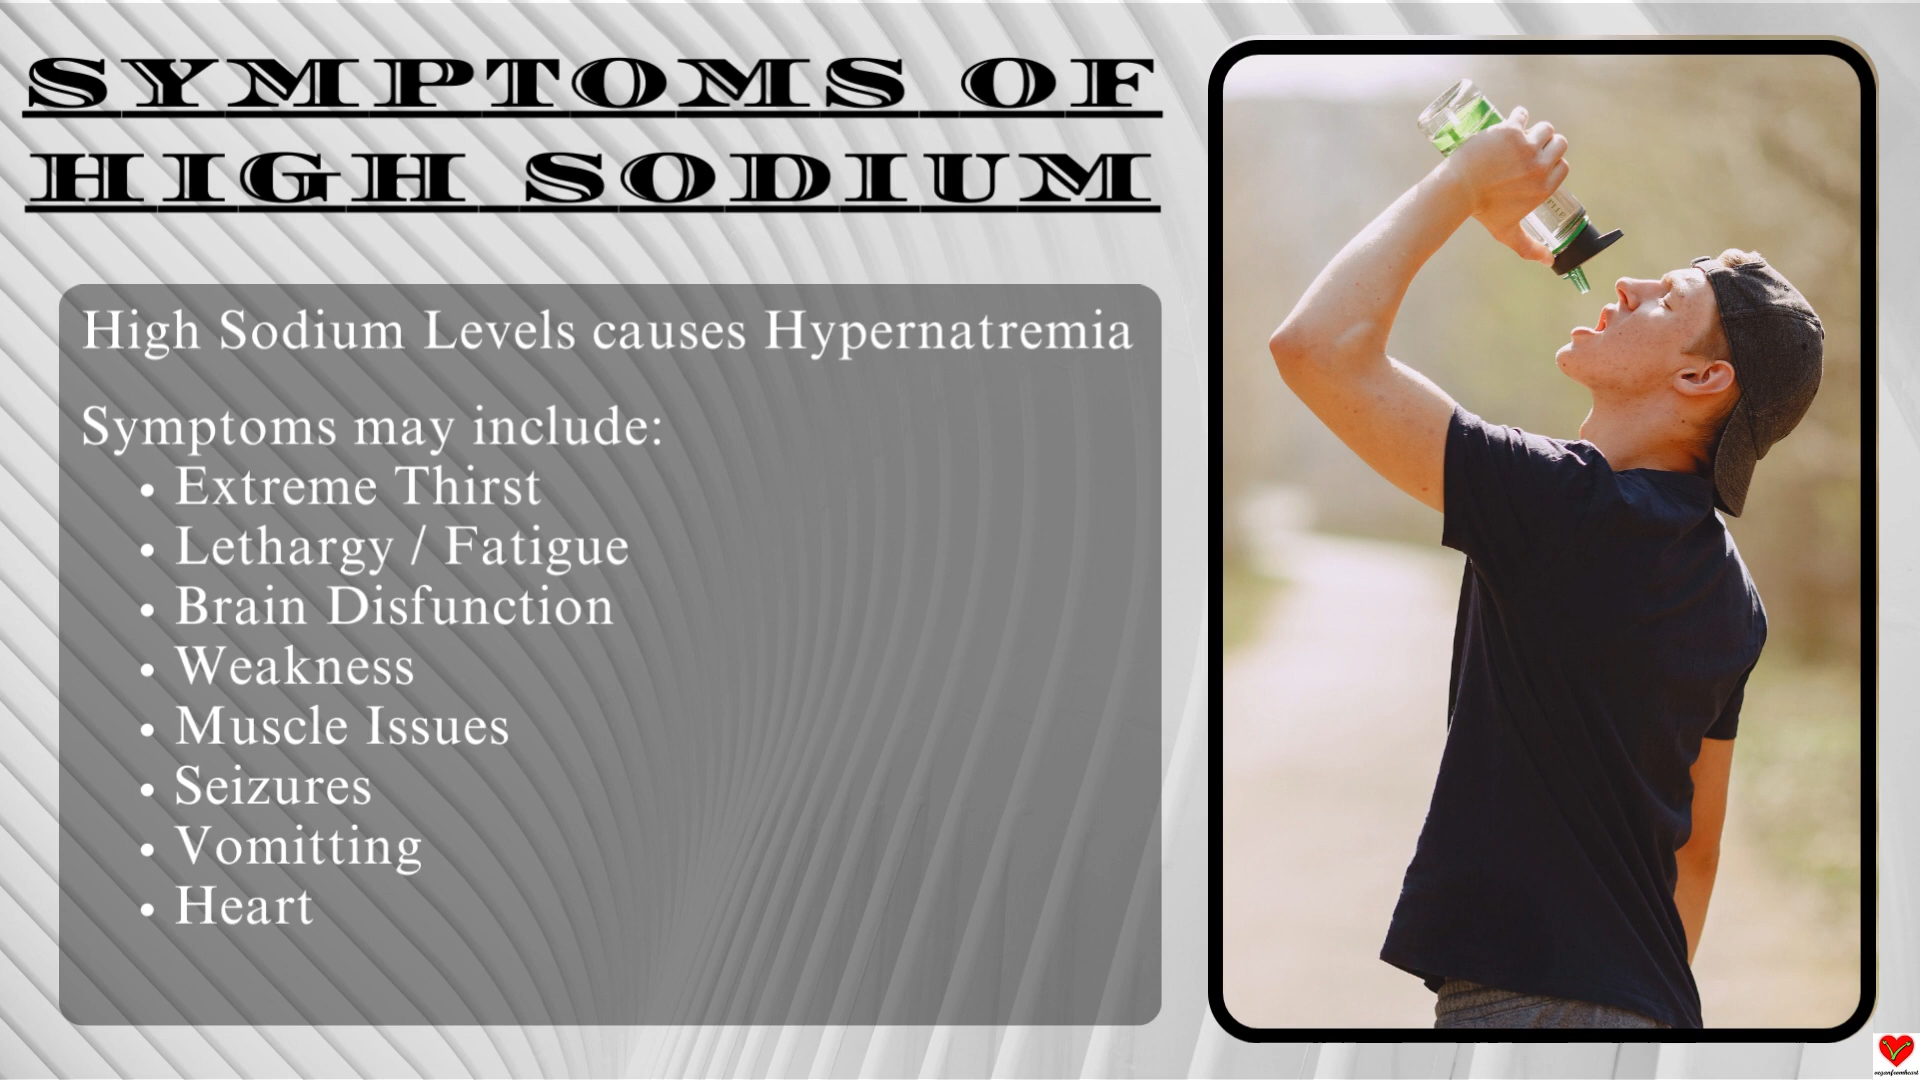 SYMPTOMS OF
HIGH SODIUM
High Sodium Levels causes Hypernatremia
Symptoms may include:
• Extreme Thirst
• Lethargy / Fatigue
• Brain Disfunction
• Weakness
• Muscle Issues
• Seizures
• Vomitting
• Heart
veganfromheart